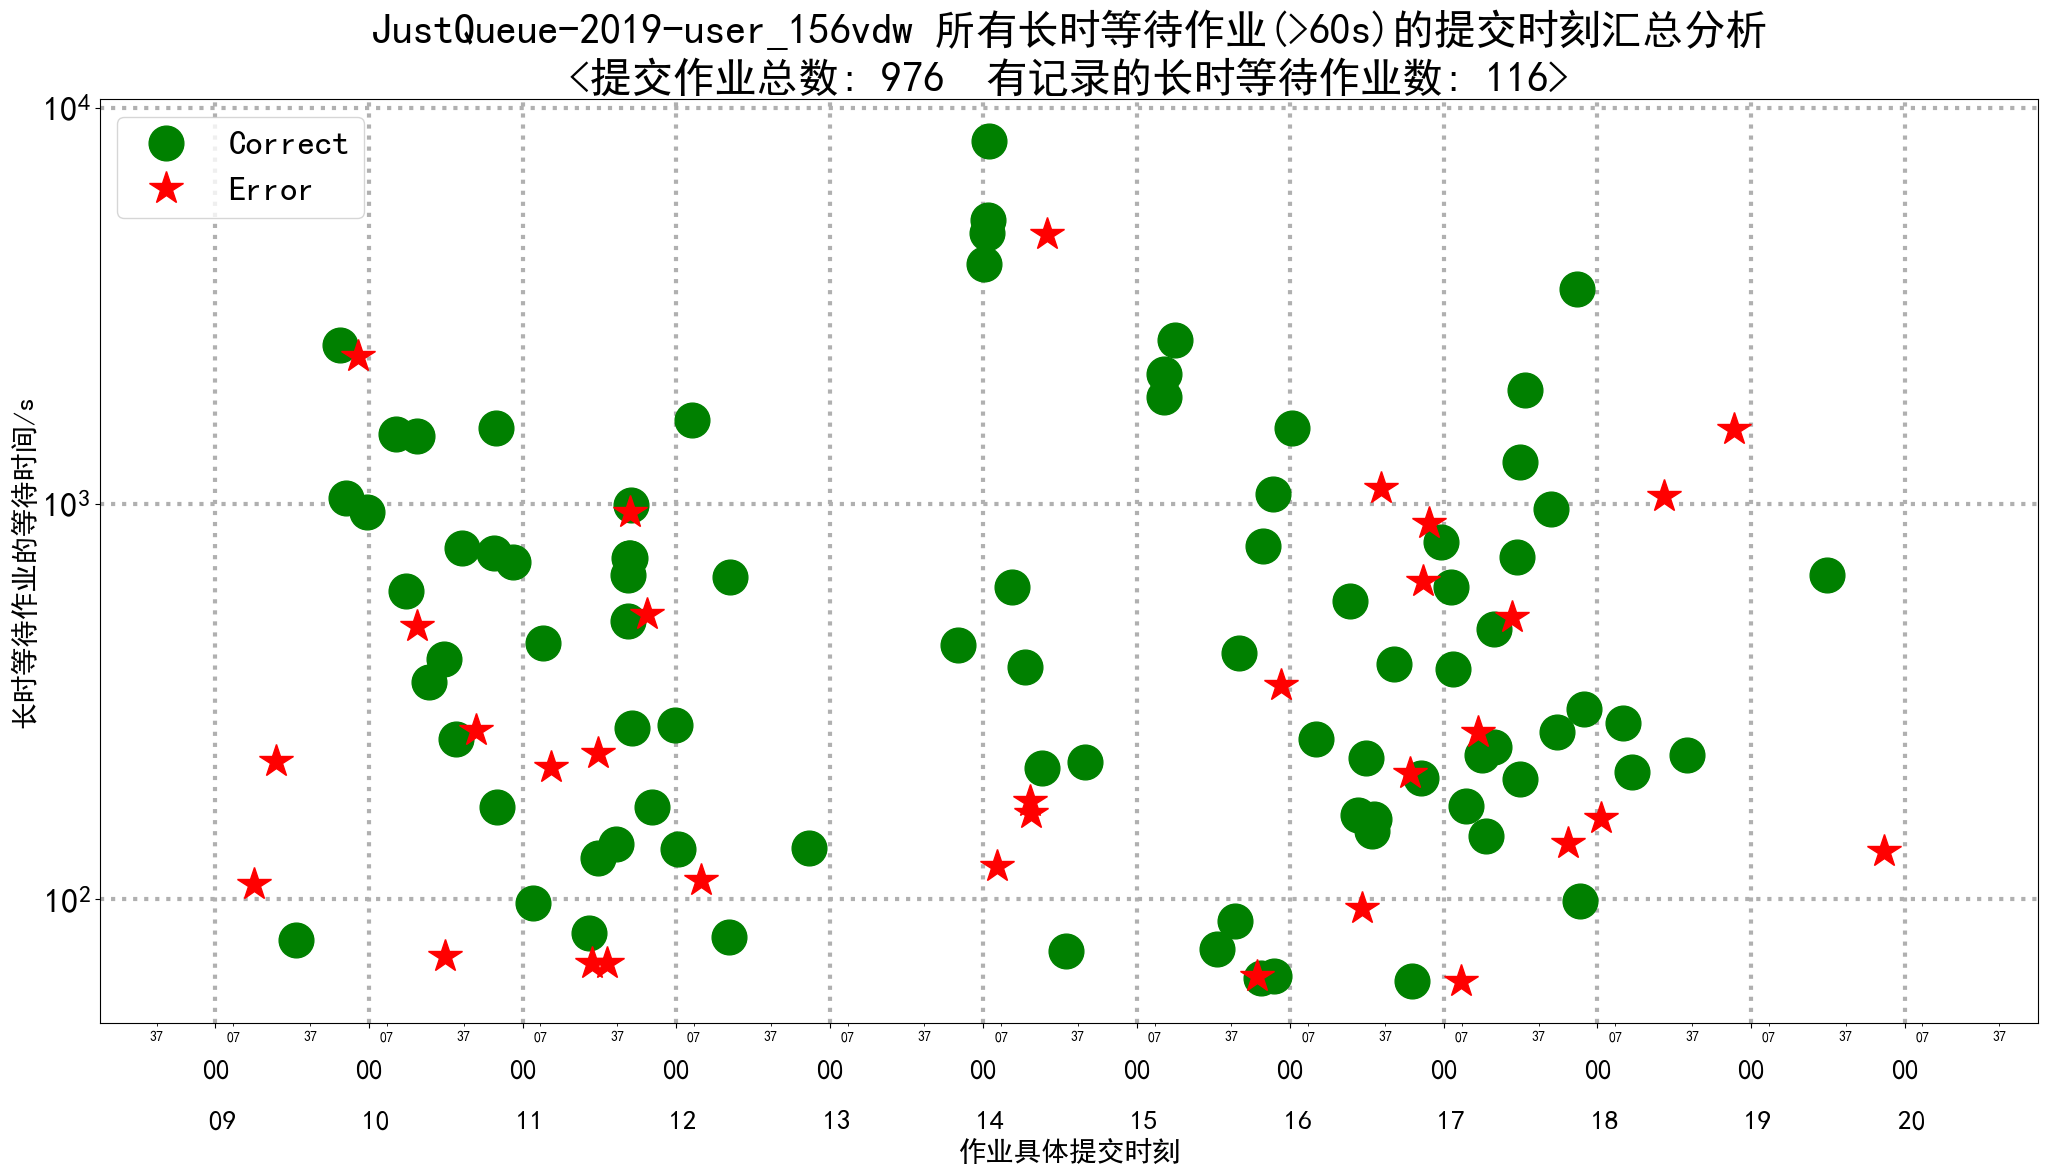 JustQueue-2019-user_156vdw 所有长时等待作业(>60s)的提交时刻汇总分析
<提交作业总数: 976  有记录的长时等待作业数: 116>
Correct
Error
10^4
10^3
10^2
长时等待作业的等待时间/s
37 07 37 07 37 07 37 07 37 07 37 07 37 07 37 07 37 07 37 07 37 07 37 07 37
00 00 00 00 00 00 00 00 00 00 00 00
09 10 11 12 13 14 15 16 17 18 19 20
作业具体提交时刻